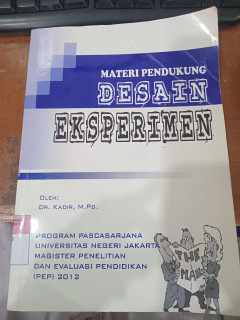 MATERI PENDUKUNG
DESAIN
EKSPERIMEN
OLEH:
DR. KADIR, M.PD.
PROGRAM PASCASARJANA
UNIVERSITAS NEGERI JAKARTA
MAGISTER PENELITIAN
DAN EVALUASI PENDIDIKAN
(PEP) 2012
THE